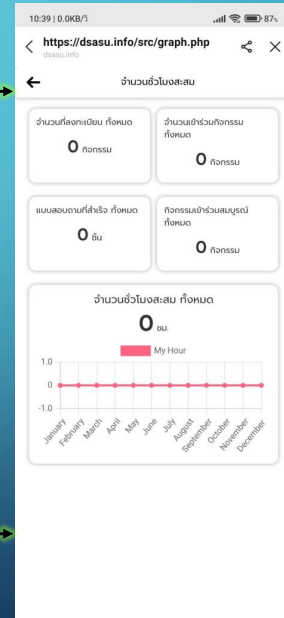 10:39 | 0.0KB/วิ
87%
https://dsasu.info/src/graph.php
dsasu.info
จำนวนชั่วโมงสะสม
จำนวนที่ลงทะเบียน ทั้งหมด
0 กิจกรรม
จำนวนเข้าร่วมกิจกรรม
ทั้งหมด
0 กิจกรรม
แบบสอบถามที่สำเร็จ ทั้งหมด
0 ชิ้น
กิจกรรมเข้าร่วมสมบูรณ์
ทั้งหมด
0 กิจกรรม
จำนวนชั่วโมงสะสม ทั้งหมด
0 ชม.
My Hour
1.0
0
-1.0
January
February
March
April
May
June
July
August
September
October
November
December